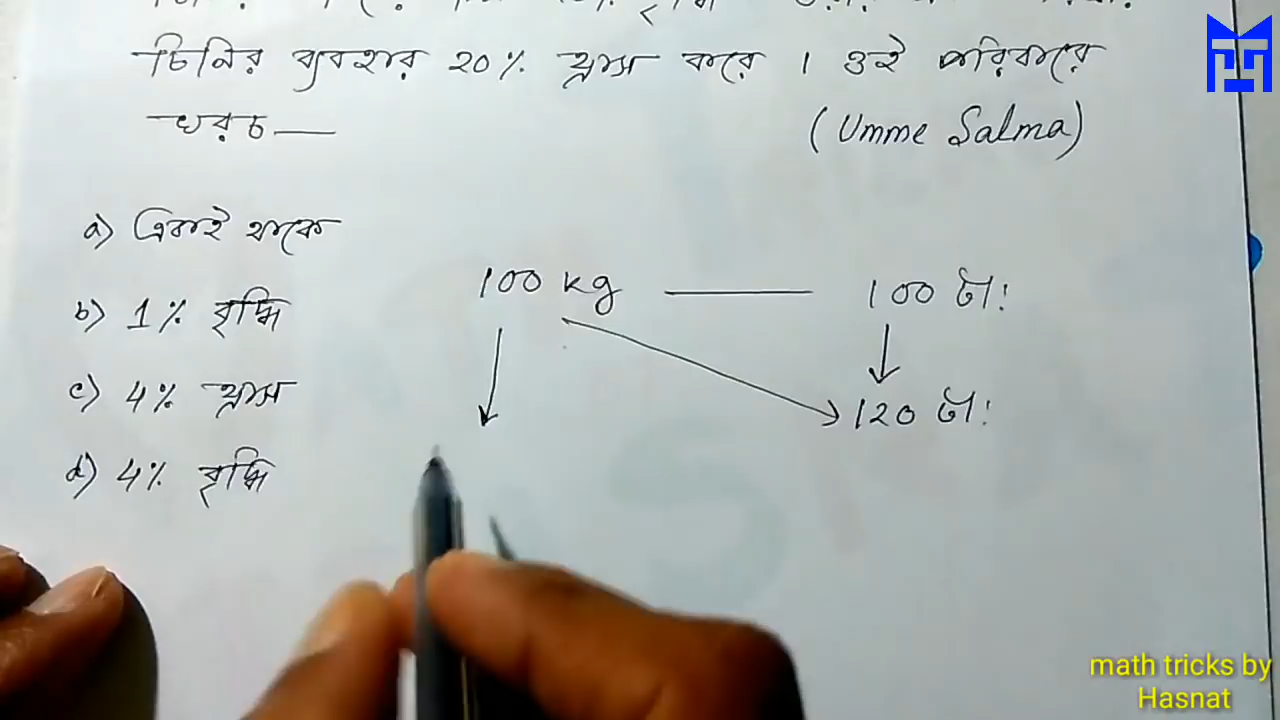 চিনির ব্যবহার 20% হ্রাস করে । ওই পরিবারে
খরচ —
(Umme Salma)
a) একই থাকে
b) 1% বৃদ্ধি
c) 4% হ্রাস
d) 4% বৃদ্ধি
100 kg — 100 টা:
120 টা:
math tricks by
Hasnat